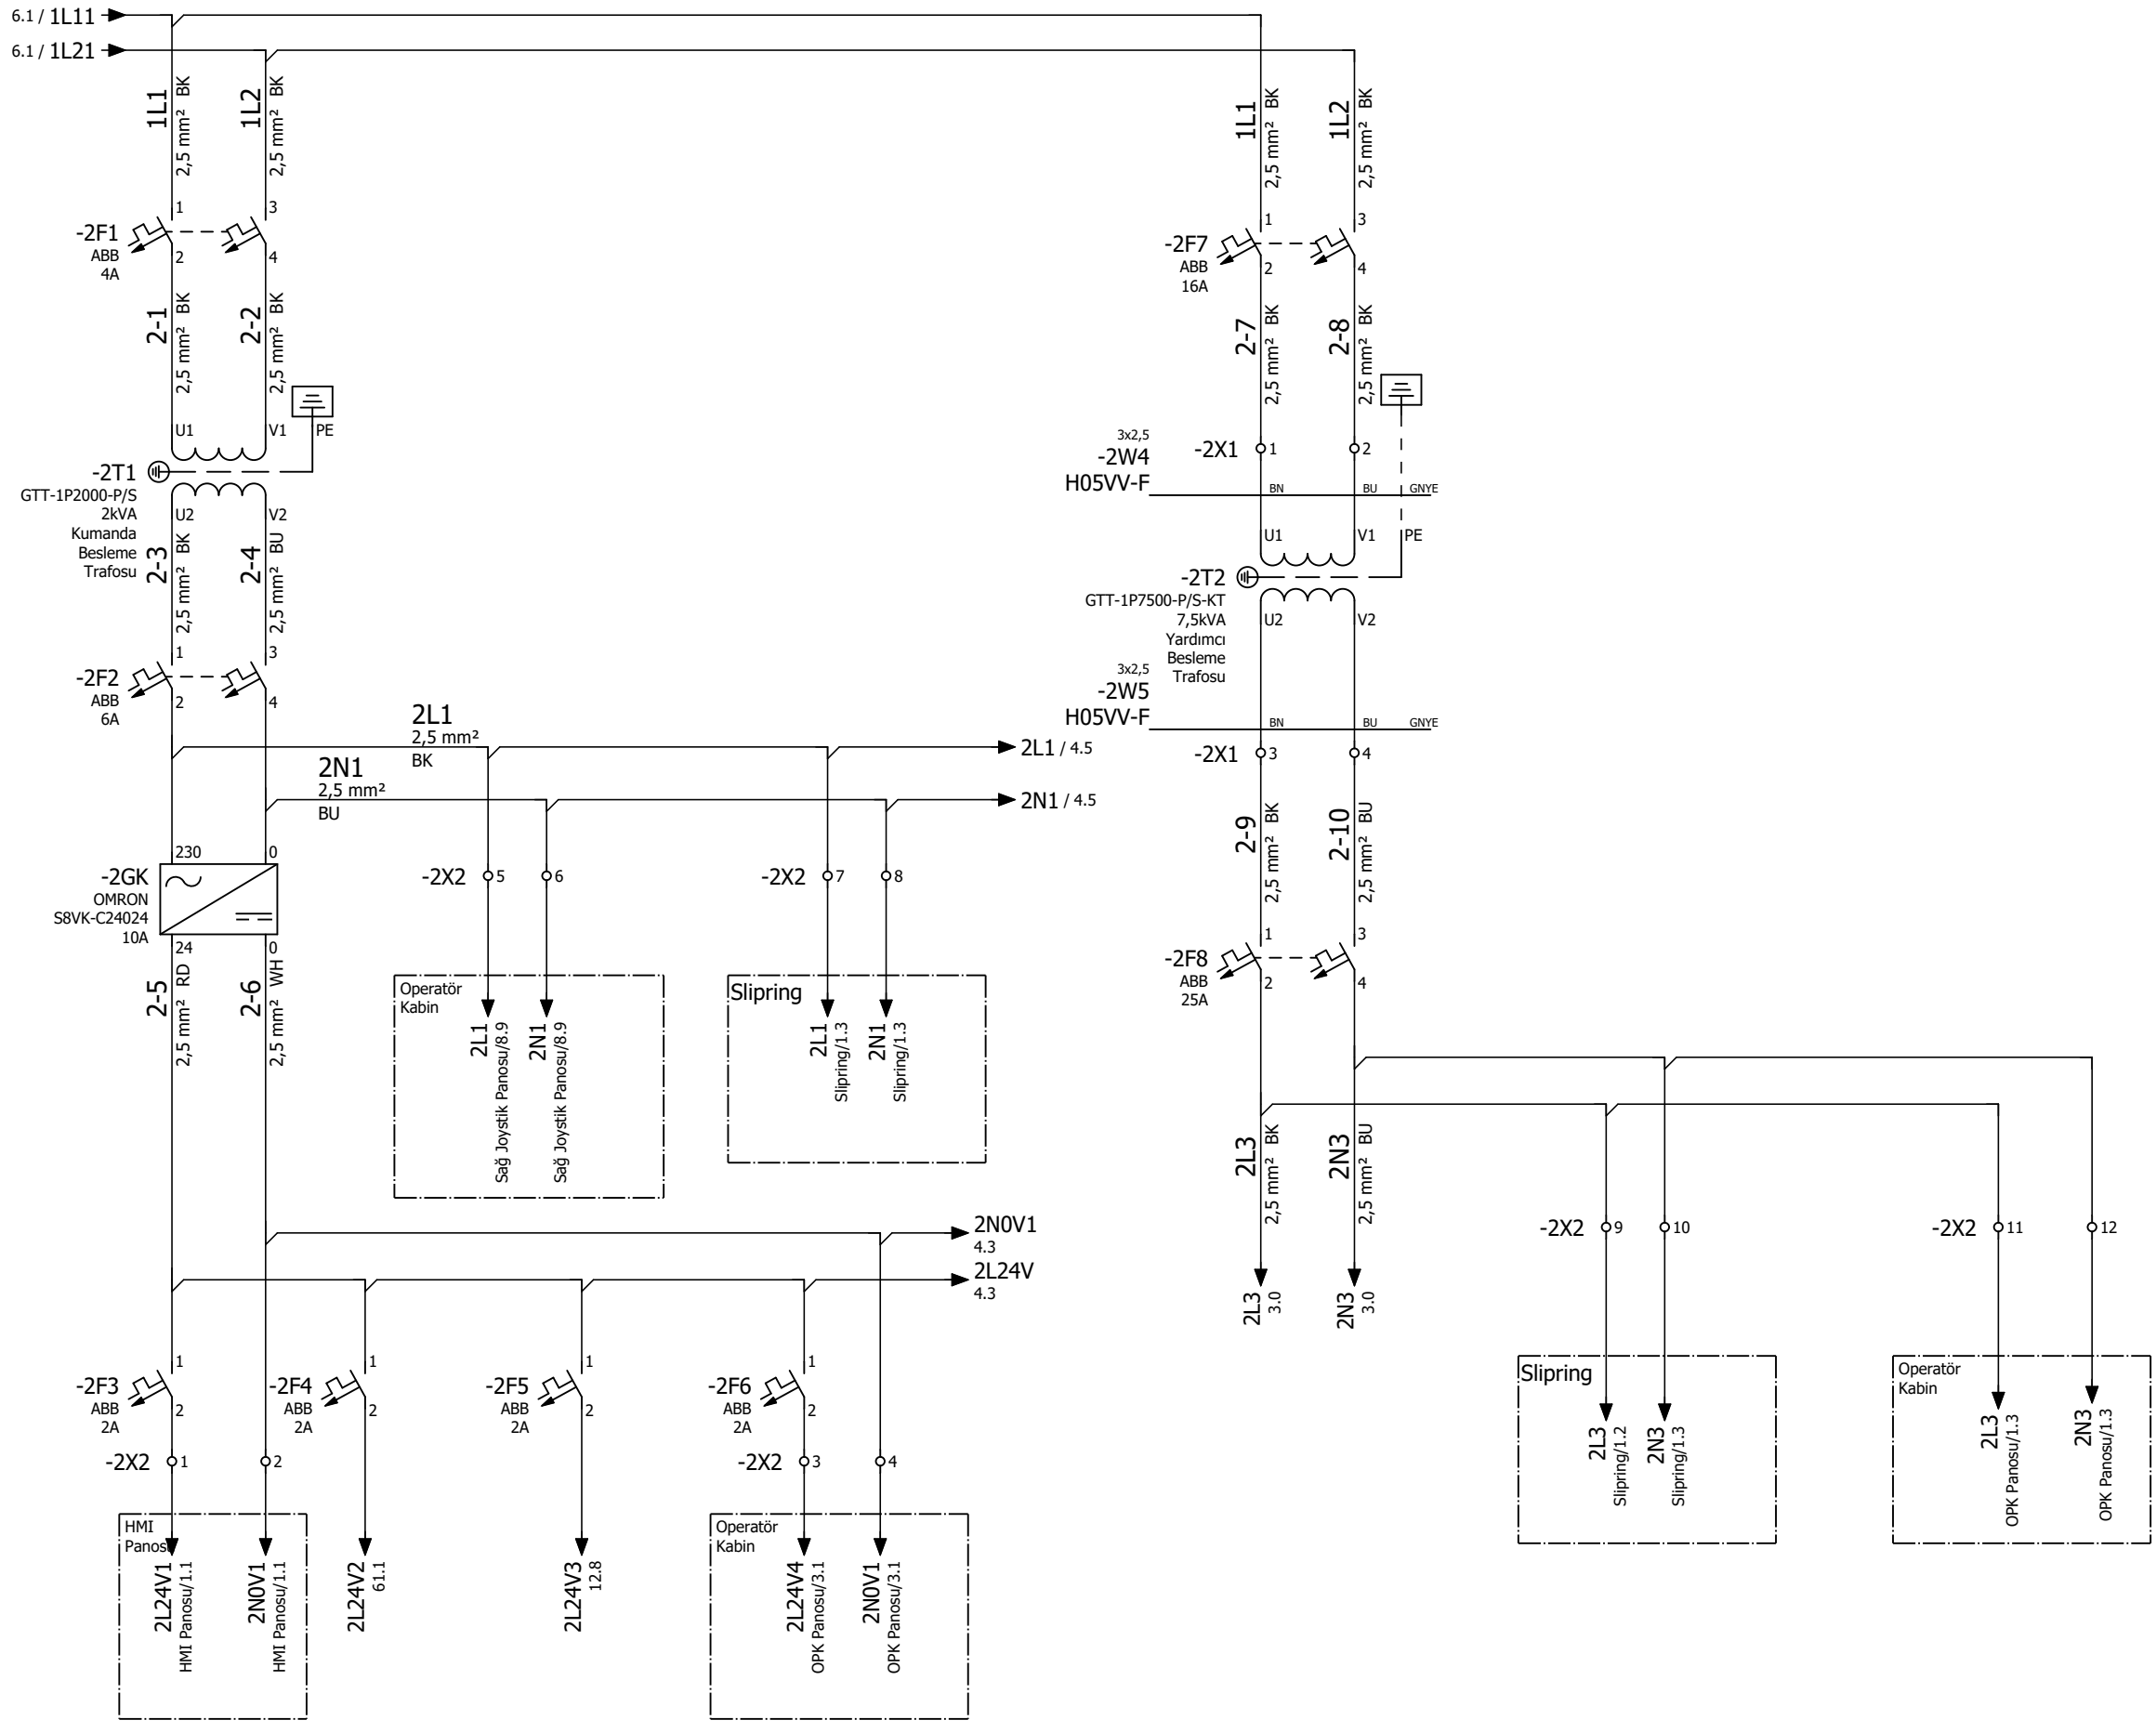 6.1 / 1L11
6.1 / 1L21
1L1
2,5 mm² BK
1L2
2,5 mm² BK
1L1
2,5 mm² BK
1L2
2,5 mm² BK
-2F1
ABB
4A
1
2
3
4
2-1
2,5 mm² BK
2-2
2,5 mm² BK
-2F7
ABB
16A
1
2
3
4
2-7
2,5 mm² BK
2-8
2,5 mm² BK
U1
V1
PE
-2T1
GTT-1P2000-P/S
2kVA
Kumanda
Besleme
Trafosu
U2
V2
2-3
2,5 mm² BK
2-4
2,5 mm² BU
3x2,5
-2W4
H05VV-F
-2X1
1
2
BN
BU
GNYE
U1
V1
PE
-2T2
GTT-1P7500-P/S-KT
7,5kVA
Yardımcı
Besleme
Trafosu
U2
V2
-2F2
ABB
6A
1
2
3
4
3x2,5
-2W5
H05VV-F
BN
BU
GNYE
-2X1
3
4
2L1
2,5 mm²
BK
2L1 / 4.5
2N1
2,5 mm²
BU
2N1 / 4.5
2-9
2,5 mm² BK
2-10
2,5 mm² BU
230
0
-2GK
OMRON
S8VK-C24024
10A
24
0
2-5
2,5 mm² RD
2-6
2,5 mm² WH
-2X2
5
6
-2X2
7
8
Operatör
Kabin
2L1
Sağ Joystik Panosu/8.9
2N1
Sağ Joystik Panosu/8.9
Slipring
2L1
Slipring/1.3
2N1
Slipring/1.3
-2F8
ABB
25A
1
2
3
4
2L3
2,5 mm² BK
2N3
2,5 mm² BU
2L3
3.0
2N3
3.0
-2X2
9
10
-2X2
11
12
2N0V1
4.3
2L24V
4.3
-2F3
ABB
2A
1
2
-2F4
ABB
2A
1
2
-2F5
ABB
2A
1
2
-2F6
ABB
2A
1
2
-2X2
1
2
-2X2
3
4
Slipring
2L3
Slipring/1.2
2N3
Slipring/1.3
Operatör
Kabin
2L3
OPK Panosu/1.3
2N3
OPK Panosu/1.3
HMI
Panosu
2L24V1
HMI Panosu/1.1
2N0V1
HMI Panosu/1.1
2L24V2
61.1
2L24V3
12.8
Operatör
Kabin
2L24V4
OPK Panosu/3.1
2N0V1
OPK Panosu/3.1